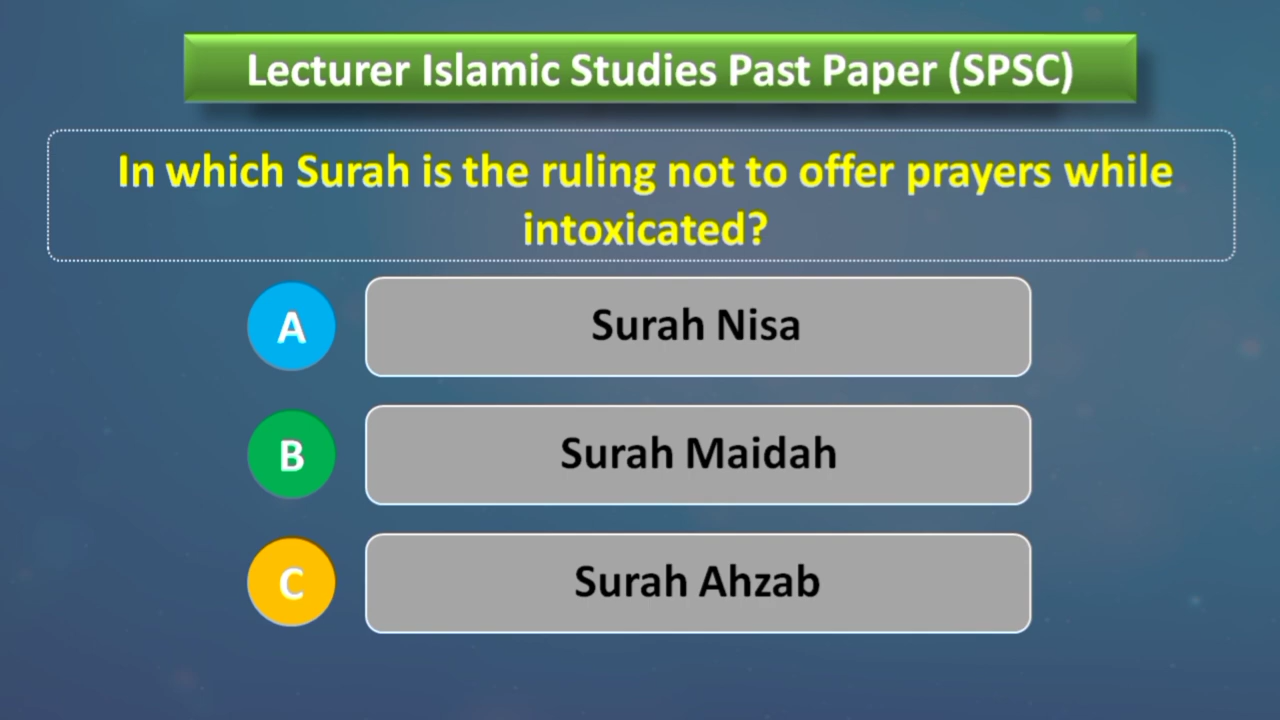 Lecturer Islamic Studies Past Paper (SPSC)
In which Surah is the ruling not to offer prayers while
intoxicated?
A Surah Nisa
B Surah Maidah
C Surah Ahzab